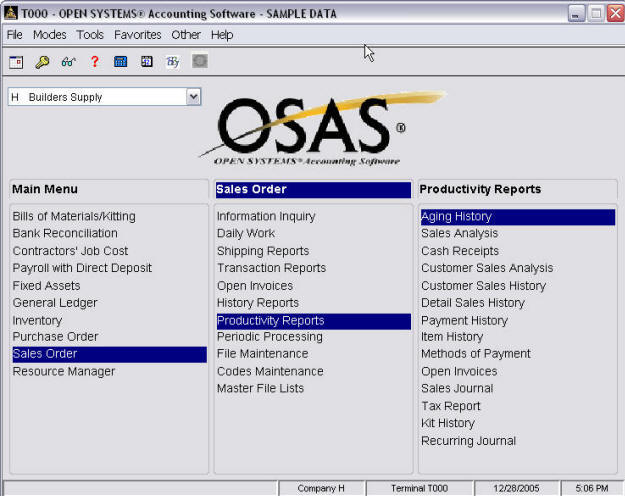 T000 - OPEN SYSTEMS® Accounting Software - SAMPLE DATA
File Modes Tools Favorites Other Help
H Builders Supply
OSAS®
OPEN SYSTEMS® Accounting Software
Main Menu
Bills of Materials/Kitting
Bank Reconciliation
Contractors' Job Cost
Payroll with Direct Deposit
Fixed Assets
General Ledger
Inventory
Purchase Order
Sales Order
Resource Manager
Sales Order
Information Inquiry
Daily Work
Shipping Reports
Transaction Reports
Open Invoices
History Reports
Productivity Reports
Periodic Processing
File Maintenance
Codes Maintenance
Master File Lists
Productivity Reports
Aging History
Sales Analysis
Cash Receipts
Customer Sales Analysis
Customer Sales History
Detail Sales History
Payment History
Item History
Methods of Payment
Open Invoices
Sales Journal
Tax Report
Kit History
Recurring Journal
Company H Terminal T000 12/28/2005 5:06 PM